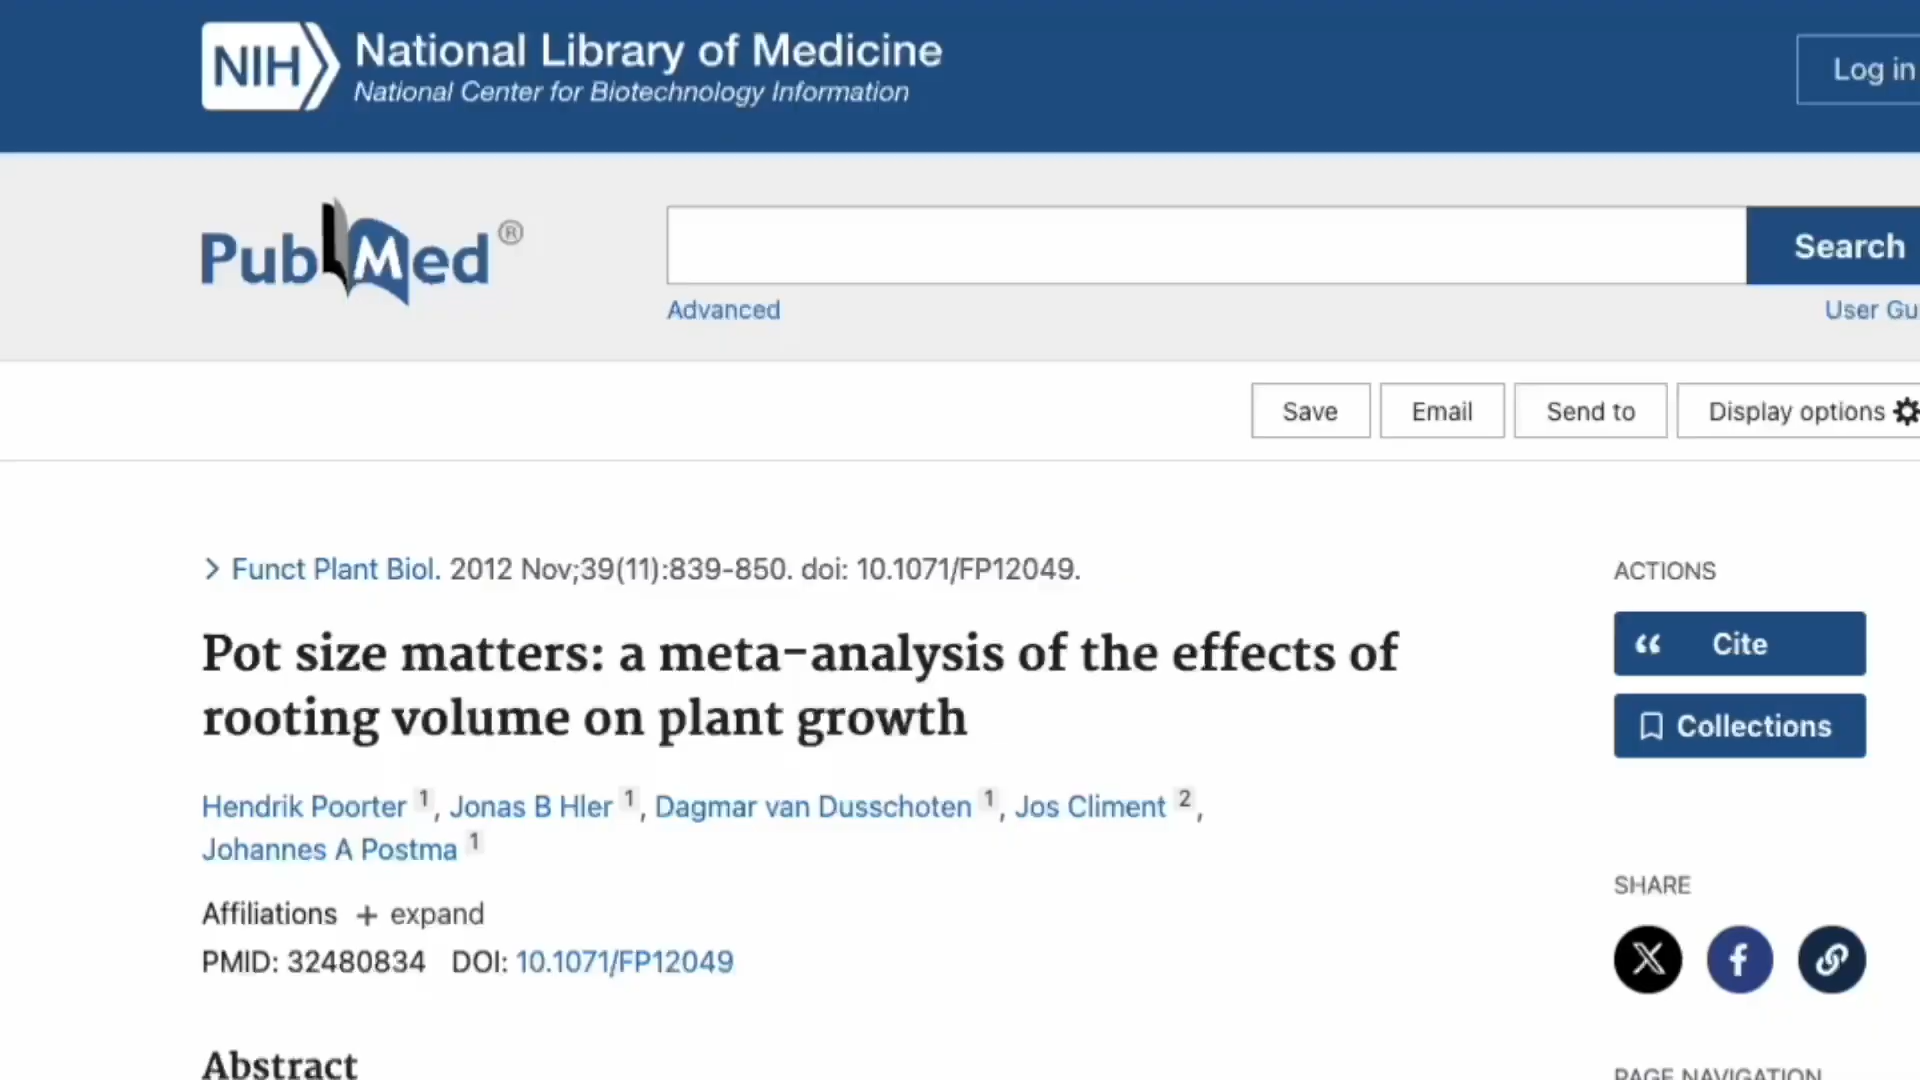 NIH National Library of Medicine
National Center for Biotechnology Information
Log in
PubMed®
Search
Advanced
User Gu
Save Email Send to Display options
Funct Plant Biol. 2012 Nov;39(11):839-850. doi: 10.1071/FP12049.
Pot size matters: a meta-analysis of the effects of
rooting volume on plant growth
Hendrik Poorter 1, Jonas B Hler 1, Dagmar van Dusschoten 1, Jos Climent 2,
Johannes A Postma 1
Affiliations + expand
PMID: 32480834 DOI: 10.1071/FP12049
Abstract
ACTIONS
Cite
Collections
SHARE
PAGE NAVIGATION